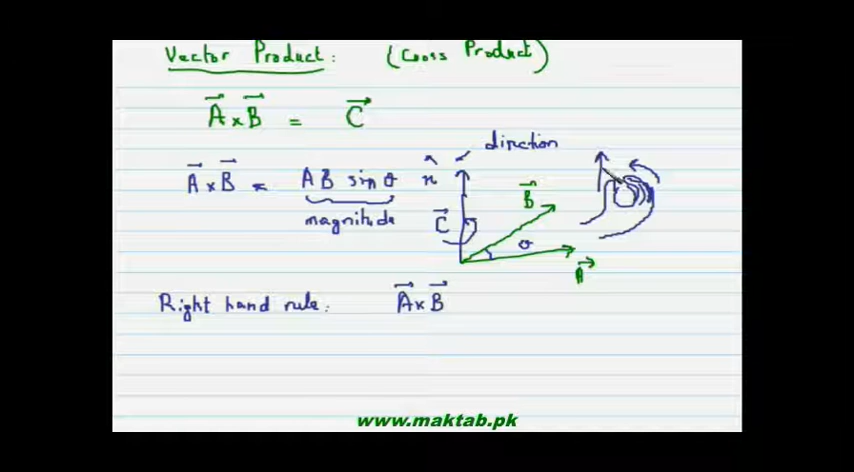 Vector Product: (Cross Product)
A⃗ × B⃗ = C⃗
direction
A⃗ × B⃗ = AB sin θ n̂
magnitude
C⃗
B⃗
θ
A⃗
Right hand rule: A⃗ × B⃗
www.maktab.pk